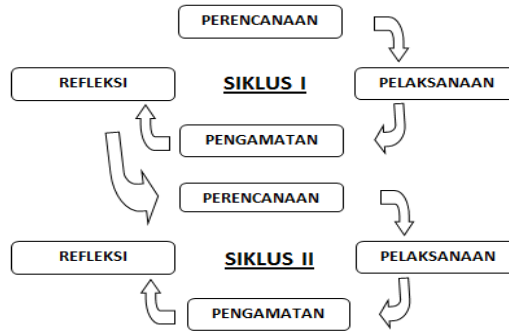 PERENCANAAN
REFLEKSI
SIKLUS I
PELAKSANAAN
PENGAMATAN
PERENCANAAN
REFLEKSI
SIKLUS II
PELAKSANAAN
PENGAMATAN